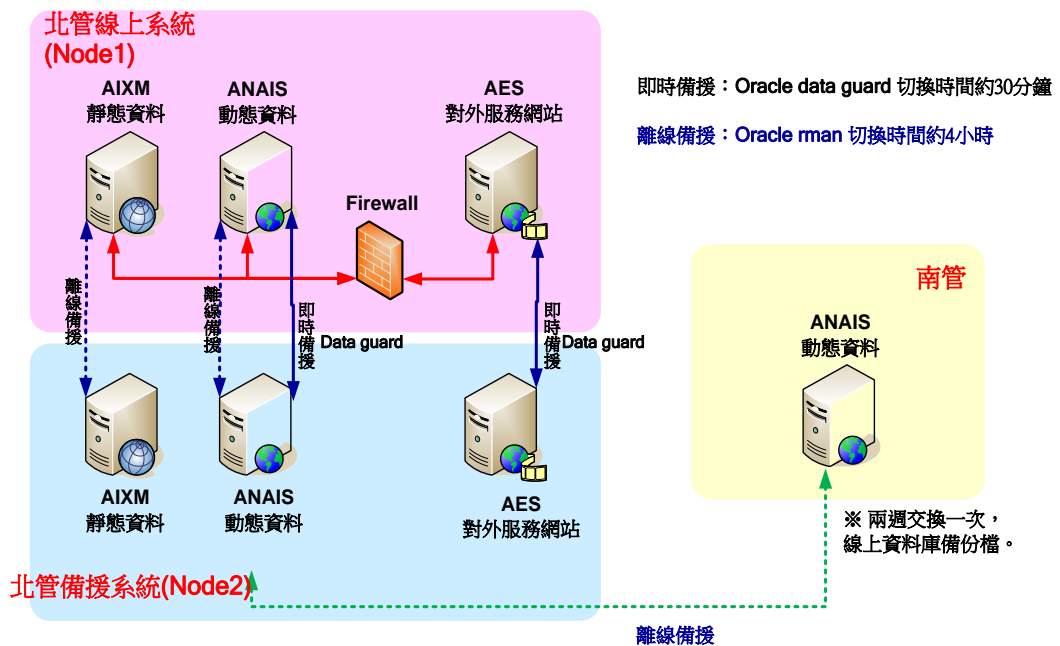 北管線上系統
(Node1)
AIXM
靜態資料
ANAIS
動態資料
AES
對外服務網站
Firewall
即時備援：Oracle data guard 切換時間約30分鐘
離線備援：Oracle rman 切換時間約4小時
離線備援
離線備援
即時備援
Data guard
即時備援
Data guard
南管
ANAIS
動態資料
AIXM
靜態資料
ANAIS
動態資料
AES
對外服務網站
北管備援系統(Node2)
※ 兩週交換一次，
線上資料庫備份檔。
離線備援